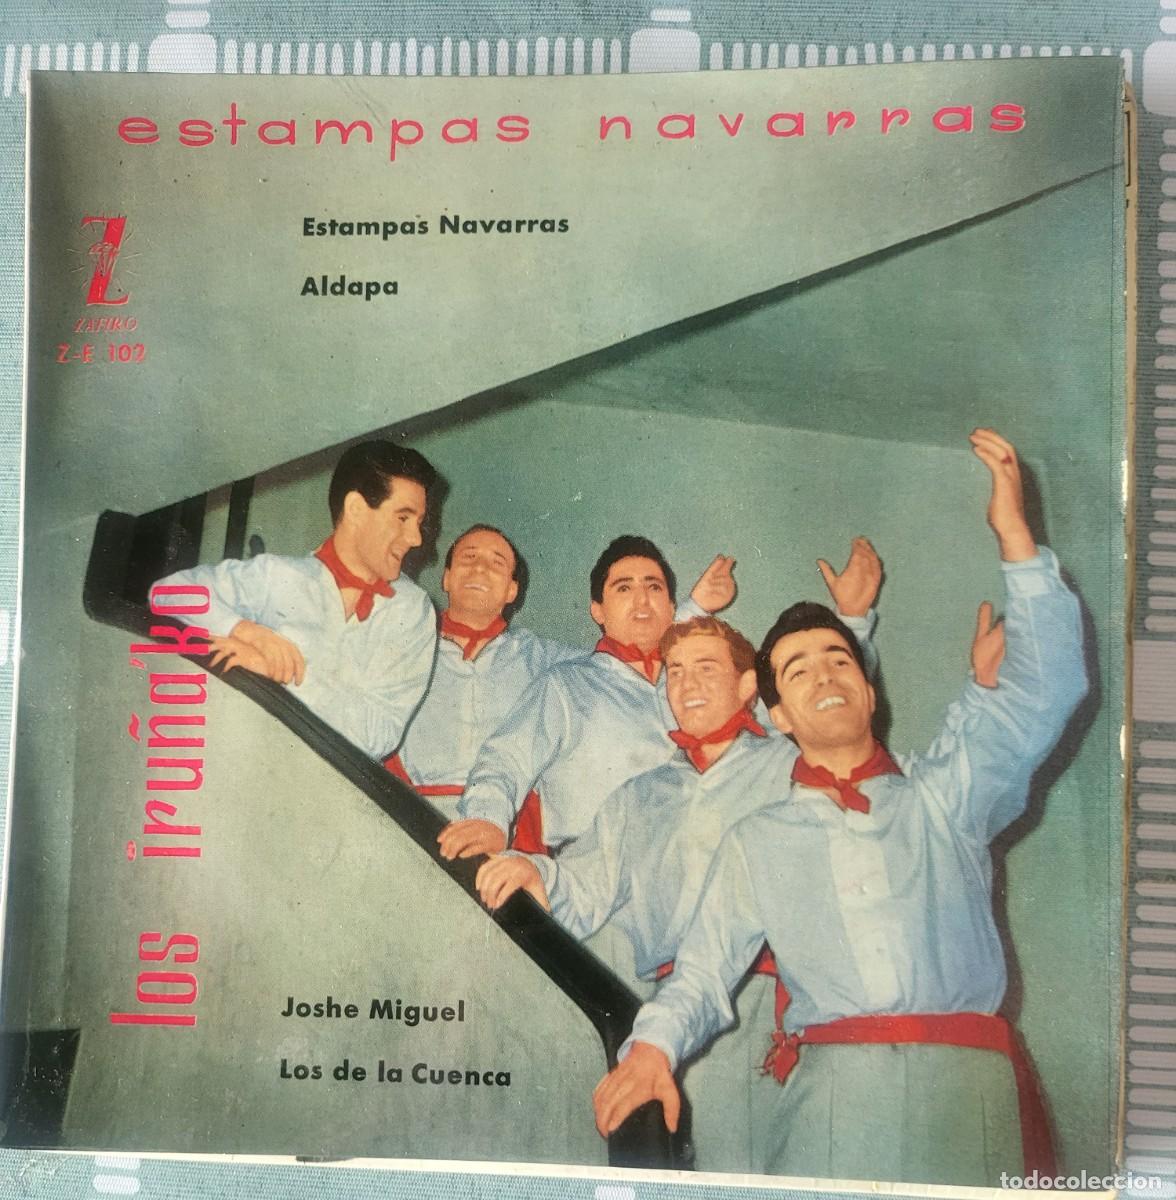 estampas navarras
Estampas Navarras
Aldapa
Z
ZAFIRO
Z-E 102
los iruña'ko
Joshe Miguel
Los de la Cuenca
todocoleccion